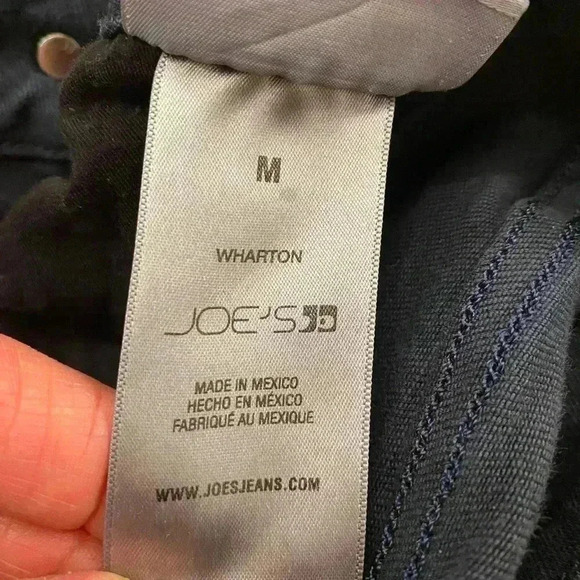 M
WHARTON
JOE'S
MADE IN MEXICO
HECHO EN MÉXICO
FABRIQUÉ AU MEXIQUE
WWW.JOESJEANS.COM